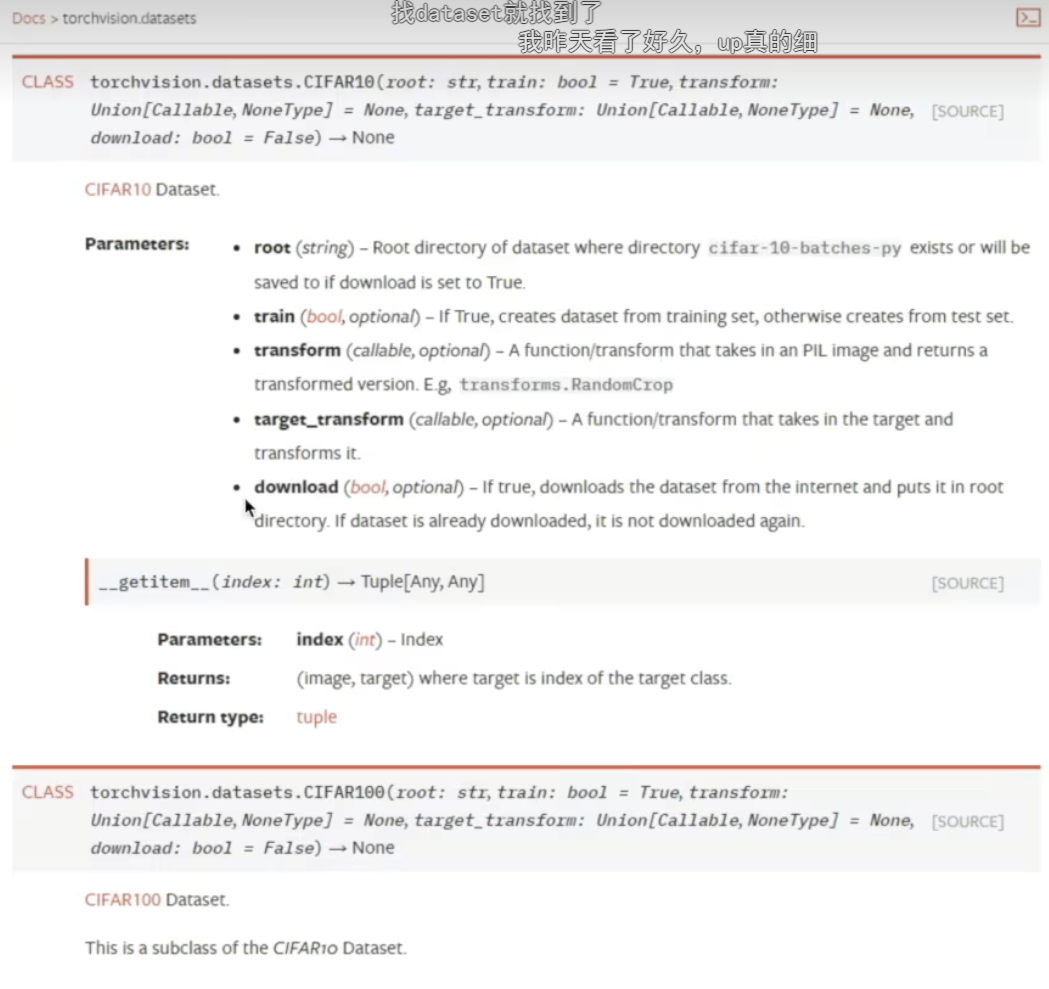 Docs > torchvision.datasets
找dataset就找到了
我昨天看了好久，up真的细
CLASS torchvision.datasets.CIFAR10(root: str, train: bool = True, transform:
Union[Callable, NoneType] = None, target_transform: Union[Callable, NoneType] = None, [SOURCE]
download: bool = False) → None
CIFAR10 Dataset.
Parameters:
• root (string) – Root directory of dataset where directory cifar-10-batches-py exists or will be
saved to if download is set to True.
• train (bool, optional) – If True, creates dataset from training set, otherwise creates from test set.
• transform (callable, optional) – A function/transform that takes in an PIL image and returns a
transformed version. E.g, transforms.RandomCrop
• target_transform (callable, optional) – A function/transform that takes in the target and
transforms it.
• download (bool, optional) – If true, downloads the dataset from the internet and puts it in root
directory. If dataset is already downloaded, it is not downloaded again.
__getitem__(index: int) → Tuple[Any, Any] [SOURCE]
Parameters: index (int) – Index
Returns: (image, target) where target is index of the target class.
Return type: tuple
CLASS torchvision.datasets.CIFAR100(root: str, train: bool = True, transform:
Union[Callable, NoneType] = None, target_transform: Union[Callable, NoneType] = None, [SOURCE]
download: bool = False) → None
CIFAR100 Dataset.
This is a subclass of the CIFAR10 Dataset.